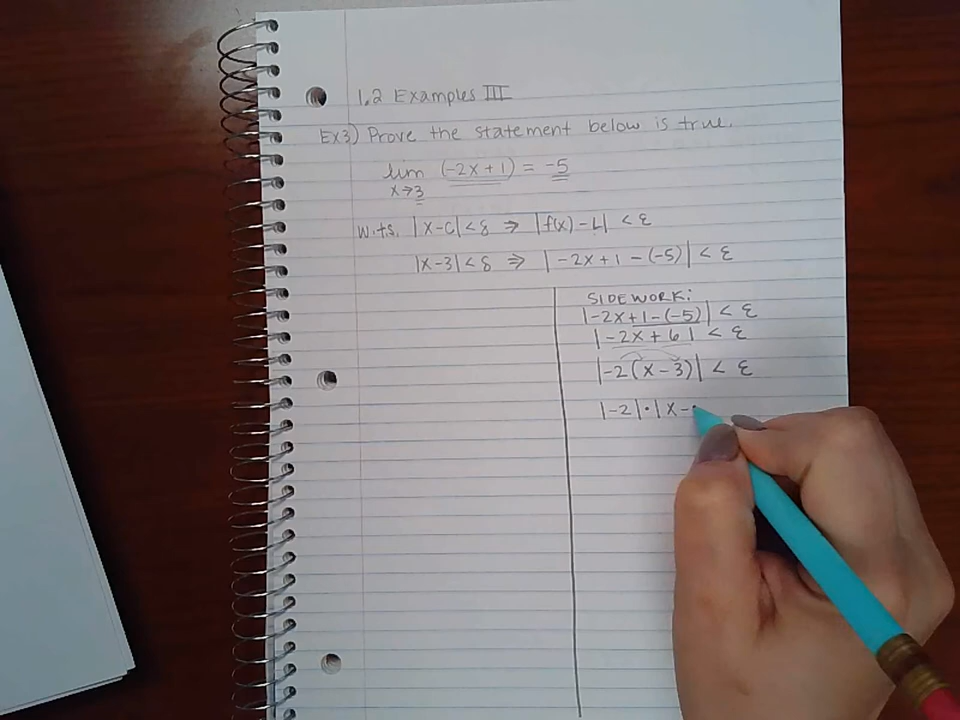 1.2 Examples III
Ex3) Prove the statement below is true.
lim (-2x + 1) = -5
x→3
w.t.s. |x-c| < δ ⇒ |f(x) - L| < ε
|x-3| < δ ⇒ |-2x + 1 - (-5)| < ε
SIDEWORK:
|-2x+1-(-5)| < ε
|-2x + 6| < ε
|-2(x-3)| < ε
|-2|·|x-